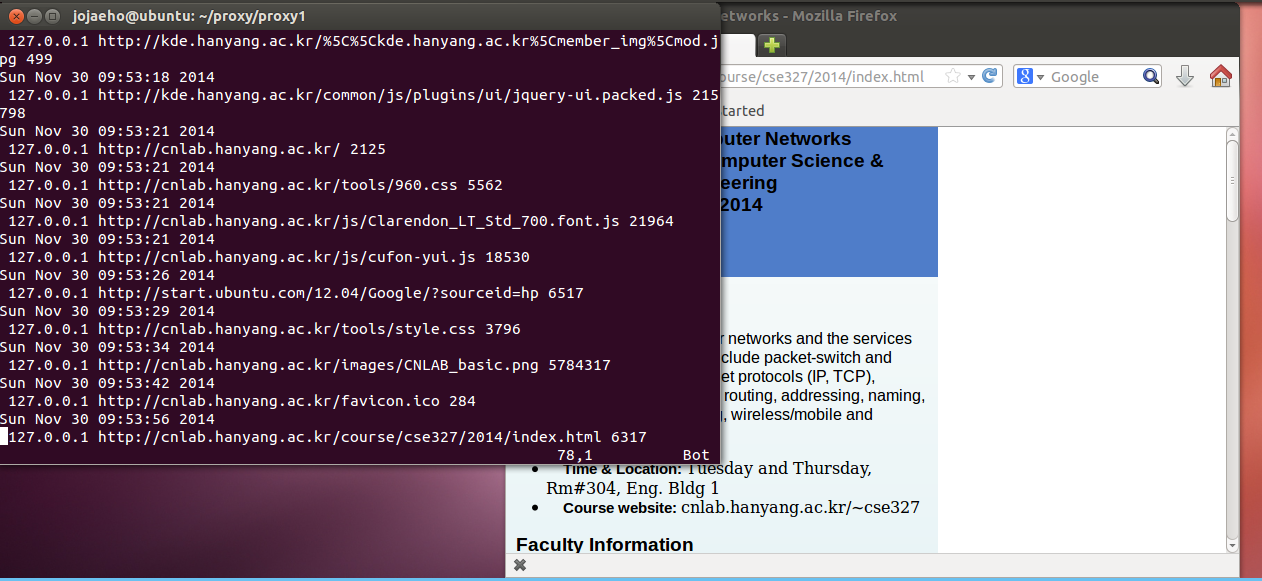 jojaeho@ubuntu: ~/proxy/proxy1
127.0.0.1 http://kde.hanyang.ac.kr/%5C%5Ckde.hanyang.ac.kr%5Cmember_img%5Cmod.j
pg 499
Sun Nov 30 09:53:18 2014
127.0.0.1 http://kde.hanyang.ac.kr/common/js/plugins/ui/jquery-ui.packed.js 215
798
Sun Nov 30 09:53:21 2014
127.0.0.1 http://cnlab.hanyang.ac.kr/ 2125
Sun Nov 30 09:53:21 2014
127.0.0.1 http://cnlab.hanyang.ac.kr/tools/960.css 5562
Sun Nov 30 09:53:21 2014
127.0.0.1 http://cnlab.hanyang.ac.kr/js/Clarendon_LT_Std_700.font.js 21964
Sun Nov 30 09:53:21 2014
127.0.0.1 http://cnlab.hanyang.ac.kr/js/cufon-yui.js 18530
Sun Nov 30 09:53:26 2014
127.0.0.1 http://start.ubuntu.com/12.04/Google/?sourceid=hp 6517
Sun Nov 30 09:53:29 2014
127.0.0.1 http://cnlab.hanyang.ac.kr/tools/style.css 3796
Sun Nov 30 09:53:34 2014
127.0.0.1 http://cnlab.hanyang.ac.kr/images/CNLAB_basic.png 5784317
Sun Nov 30 09:53:42 2014
127.0.0.1 http://cnlab.hanyang.ac.kr/favicon.ico 284
Sun Nov 30 09:53:56 2014
127.0.0.1 http://cnlab.hanyang.ac.kr/course/cse327/2014/index.html 6317
78,1 Bot
etworks - Mozilla Firefox
ourse/cse327/2014/index.html
8 Google
tarted
puter Networks
mputer Science &
eering
2014
r networks and the services
clude packet-switch and
et protocols (IP, TCP),
routing, addressing, naming,
g, wireless/mobile and
Time & Location: Tuesday and Thursday,
Rm#304, Eng. Bldg 1
Course website: cnlab.hanyang.ac.kr/~cse327
Faculty Information